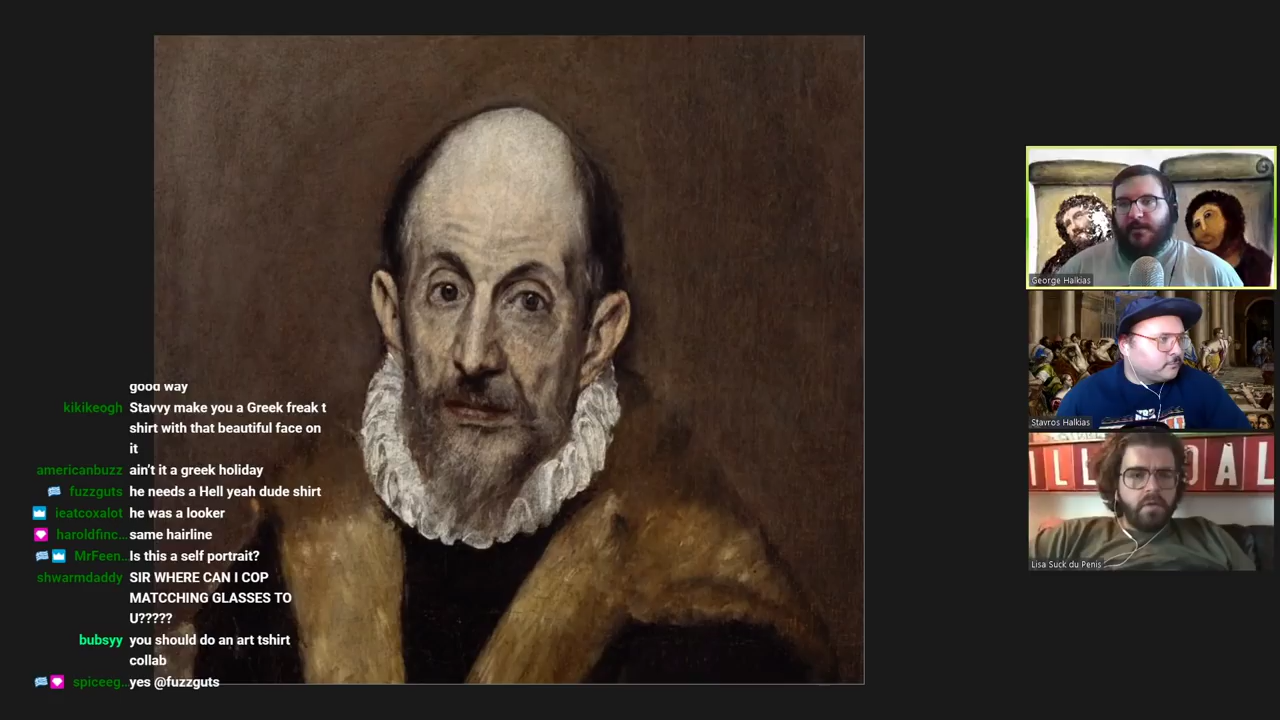 good way
kikikeogh Stavvy make you a Greek freak t
shirt with that beautiful face on
it
americanbuzz ain't it a greek holiday
fuzzguts he needs a Hell yeah dude shirt
ieatcoxalot he was a looker
haroldfinc... same hairline
MrFeen... Is this a self portrait?
shwarmdaddy SIR WHERE CAN I COP
MATCCHING GLASSES TO
U?????
bubsyy you should do an art tshirt
collab
spiceeg... yes @fuzzguts
George Halkias
Stavros Halkias
Lisa Suck du Penis